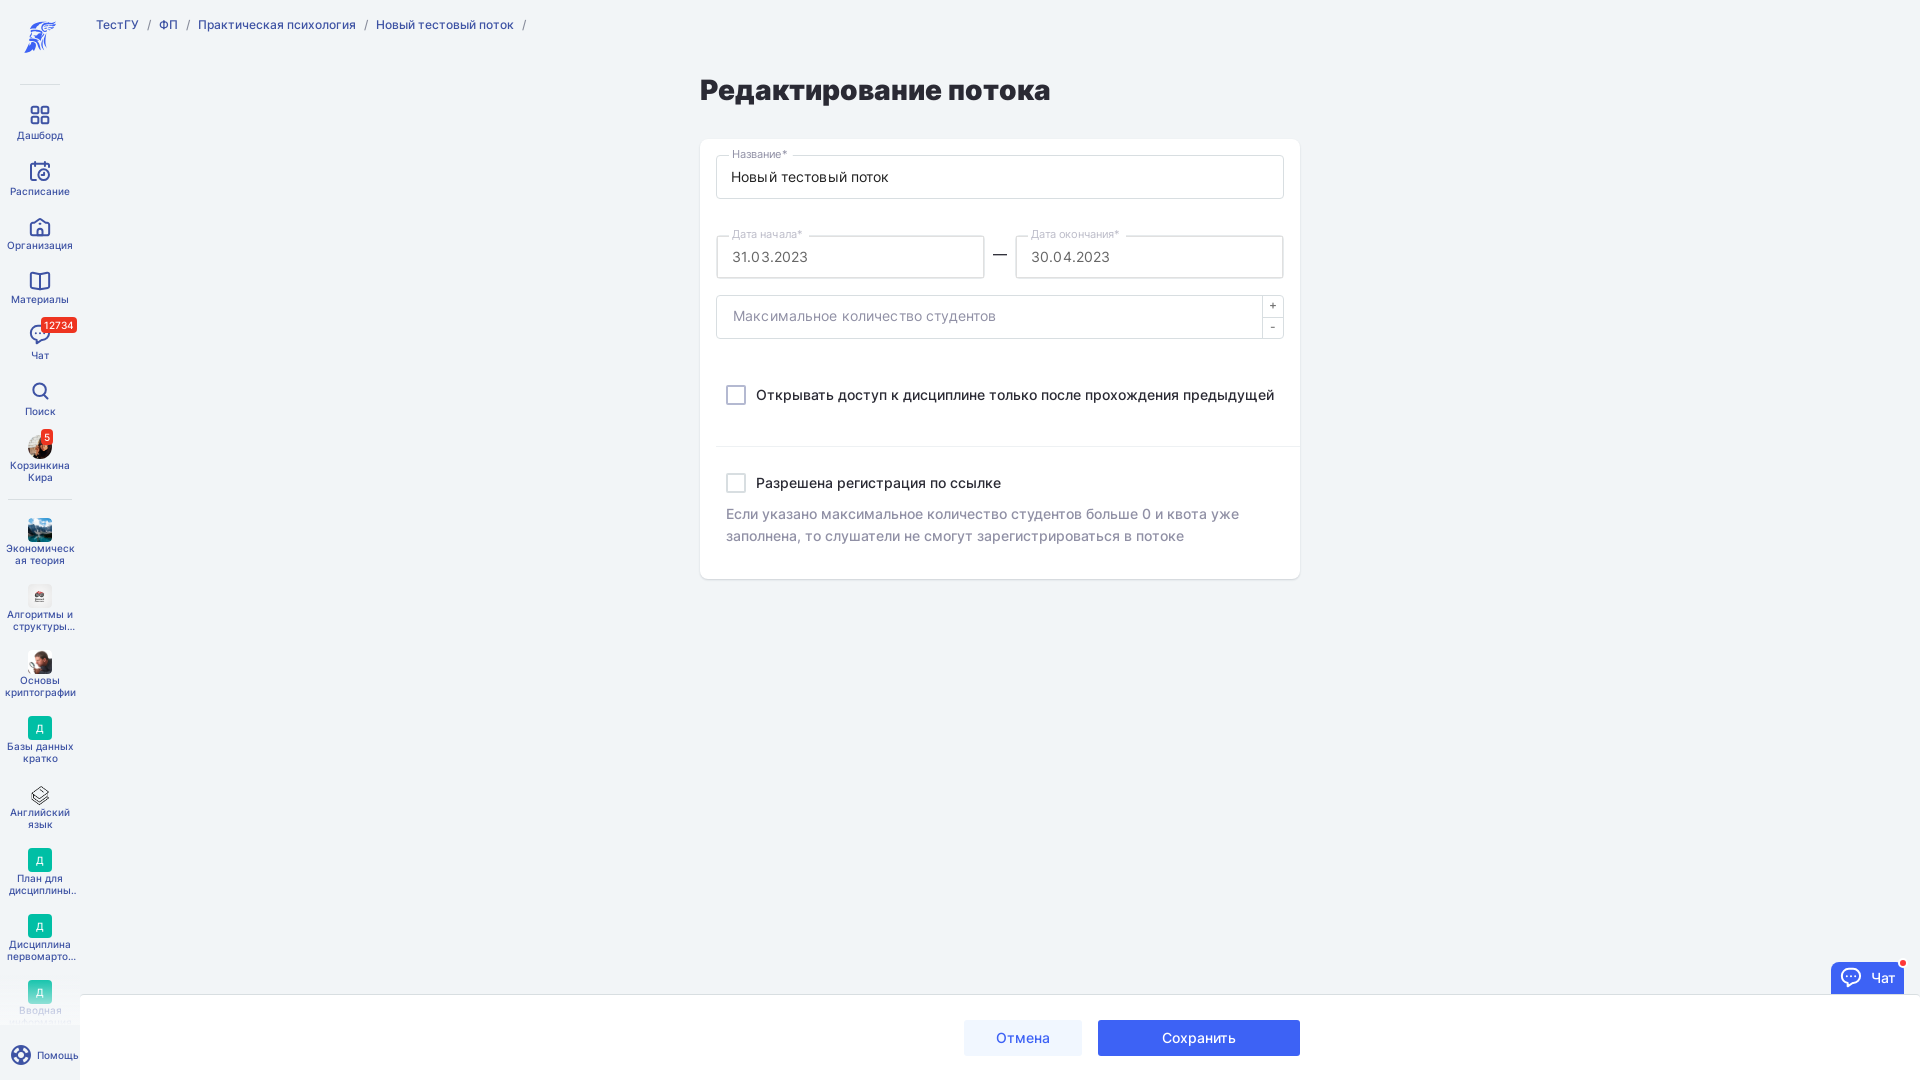 ТестГУ / ФП / Практическая психология / Новый тестовый поток /
Дашборд
Расписание
Организация
Материалы
12734
Чат
Поиск
5
Корзинкина
Кира
Экономическ
ая теория
Алгоритмы и
структуры...
Основы
криптографии
Д
Базы данных
кратко
Английский
язык
Д
План для
дисциплины..
Д
Дисциплина
первомарто...
Д
Вводная
Помощь
Редактирование потока
Название*
Новый тестовый поток
Дата начала*
31.03.2023
—
Дата окончания*
30.04.2023
Максимальное количество студентов
+
-
Открывать доступ к дисциплине только после прохождения предыдущей
Разрешена регистрация по ссылке
Если указано максимальное количество студентов больше 0 и квота уже
заполнена, то слушатели не смогут зарегистрироваться в потоке
Чат
Отмена
Сохранить